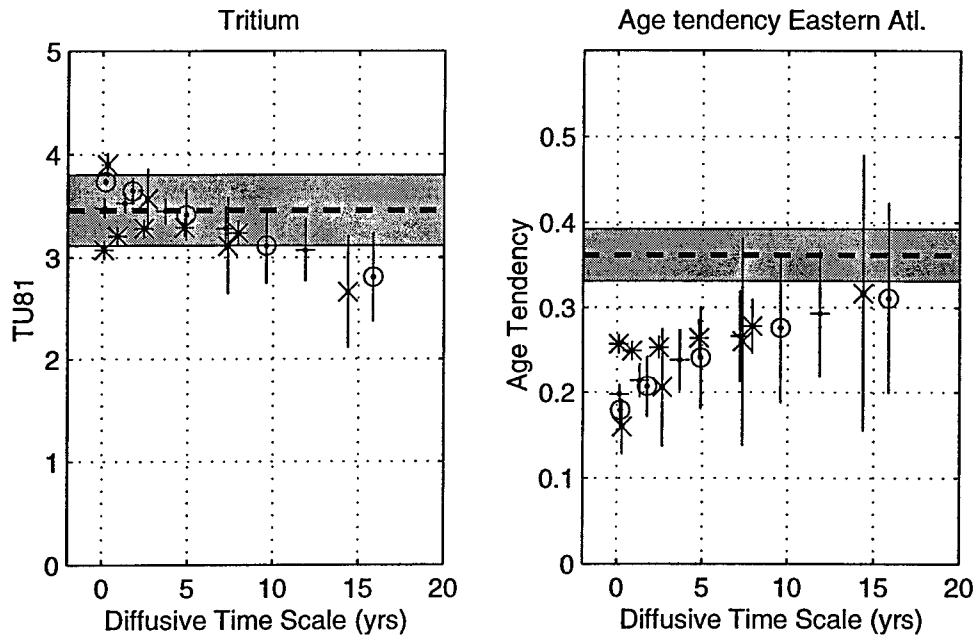 Tritium
5
4
3
2
1
0
TU81
0 5 10 15 20
Diffusive Time Scale (yrs)
Age tendency Eastern Atl.
0.5
0.4
0.3
0.2
0.1
0
Age Tendency
0 5 10 15 20
Diffusive Time Scale (yrs)